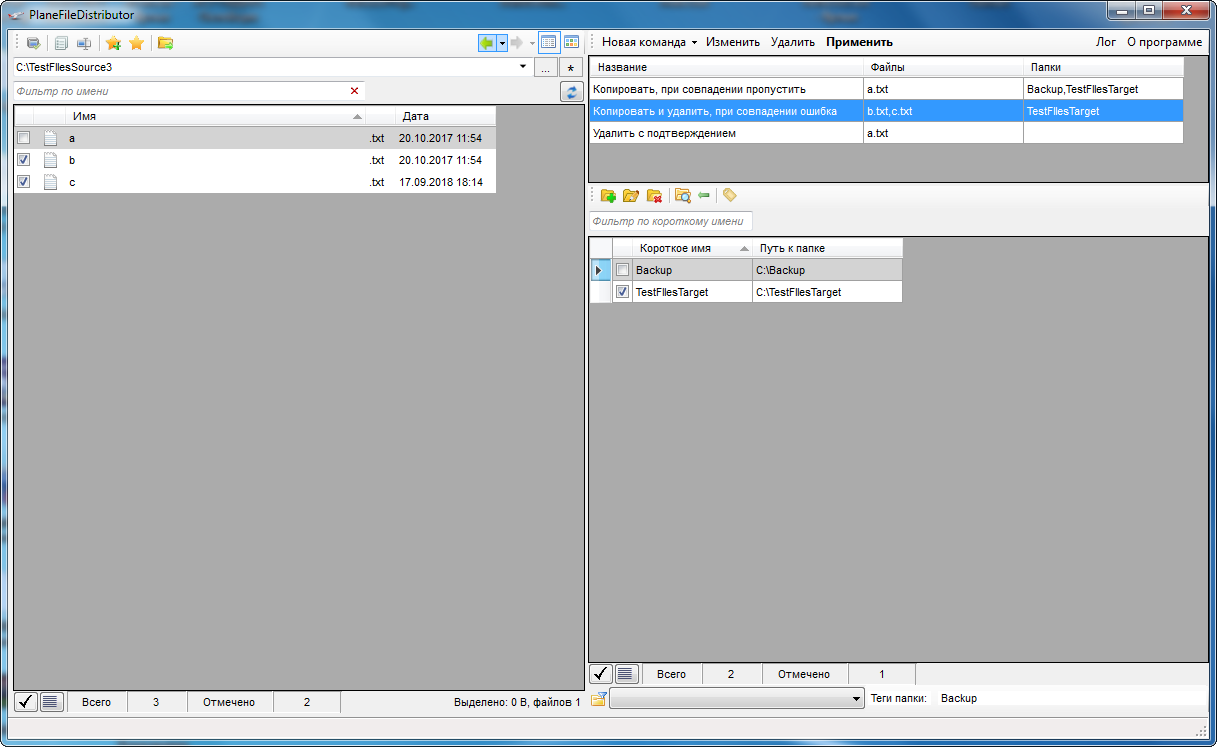 PlaneFileDistributor
Новая команда Изменить Удалить Применить Лог О программе
C:\TestFIlesSource3 ... *
Фильтр по имени
Имя Дата
a .txt 20.10.2017 11:54
b .txt 20.10.2017 11:54
c .txt 17.09.2018 18:14
Всего 3 Отмечено 2 Выделено: 0 B, файлов 1
Название Файлы Папки
Копировать, при совпадении пропустить a.txt Backup,TestFIlesTarget
Копировать и удалить, при совпадении ошибка b.txt,c.txt TestFIlesTarget
Удалить с подтверждением a.txt
Фильтр по короткому имени
Короткое имя Путь к папке
Backup C:\Backup
TestFIlesTarget C:\TestFIlesTarget
Всего 2 Отмечено 1
Теги папки: Backup